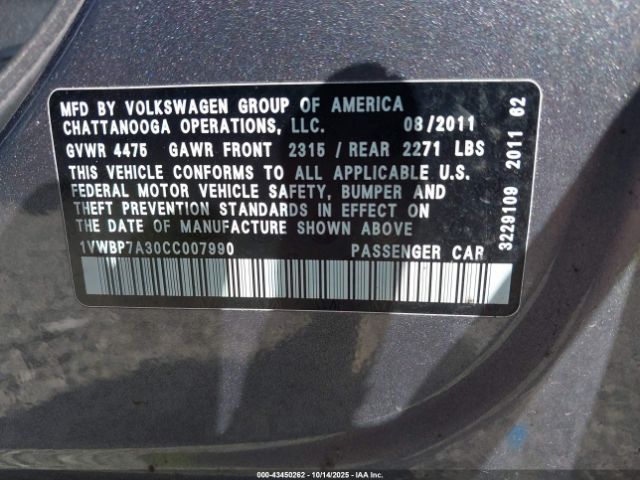 MFD BY VOLKSWAGEN GROUP OF AMERICA
CHATTANOOGA OPERATIONS, LLC. 08/2011
GVWR 4475 GAWR FRONT 2315 / REAR 2271 LBS
THIS VEHICLE CONFORMS TO ALL APPLICABLE U.S.
FEDERAL MOTOR VEHICLE SAFETY, BUMPER AND
THEFT PREVENTION STANDARDS IN EFFECT ON
THE DATE OF MANUFACTURE SHOWN ABOVE
1VWBP7A30CC007990 PASSENGER CAR
3229109 2011 62
000-43450262 - 10/14/2025 - IAA Inc.